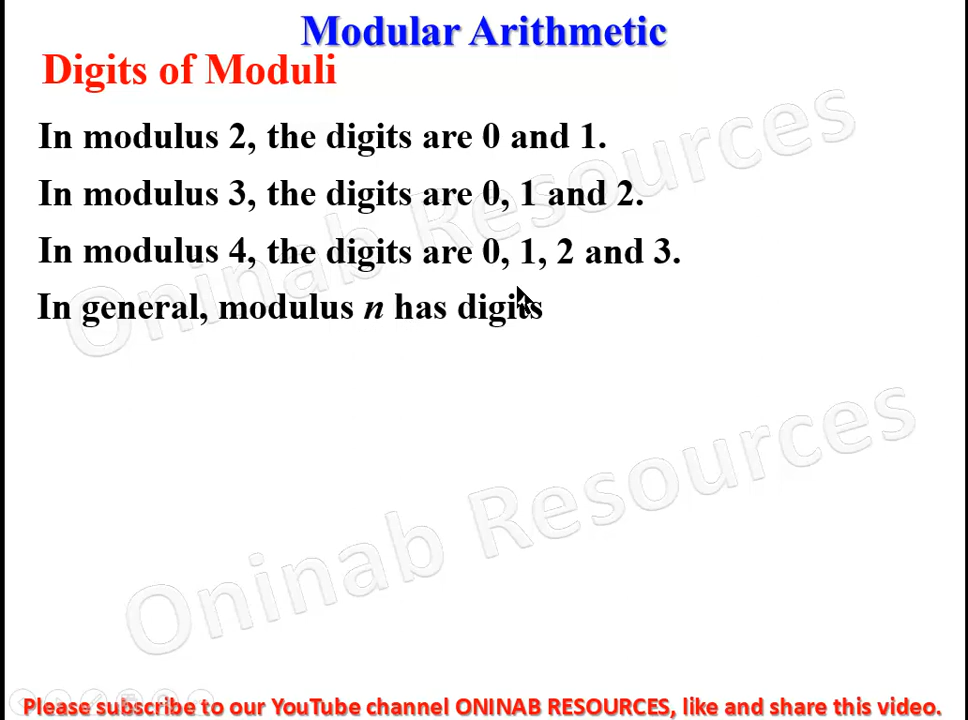 Modular Arithmetic
Digits of Moduli
In modulus 2, the digits are 0 and 1.
In modulus 3, the digits are 0, 1 and 2.
In modulus 4, the digits are 0, 1, 2 and 3.
In general, modulus n has digits
Oninab Resources
Oninab Resources
Please subscribe to our YouTube channel ONINAB RESOURCES, like and share this video.